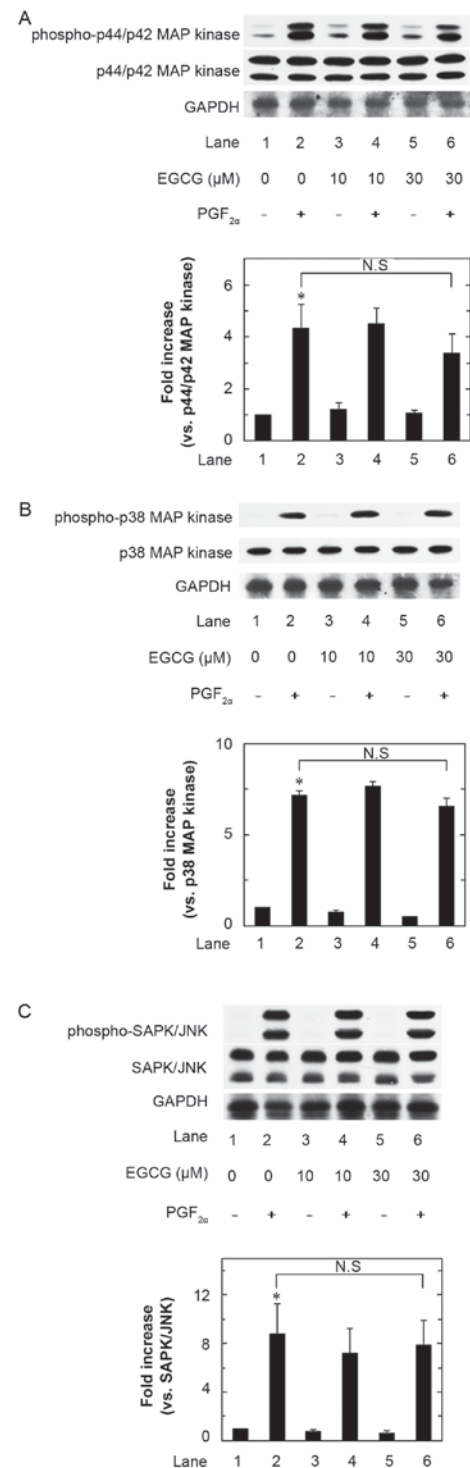 A
phospho-p44/p42 MAP kinase
p44/p42 MAP kinase
GAPDH
Lane 1 2 3 4 5 6
EGCG (μM) 0 0 10 10 30 30
PGF2α - + - + - +
N.S
*
Fold increase
(vs. p44/p42 MAP kinase)
6
4
2
0
Lane 1 2 3 4 5 6
B
phospho-p38 MAP kinase
p38 MAP kinase
GAPDH
Lane 1 2 3 4 5 6
EGCG (μM) 0 0 10 10 30 30
PGF2α - + - + - +
N.S
*
Fold increase
(vs. p38 MAP kinase)
10
5
0
Lane 1 2 3 4 5 6
C
phospho-SAPK/JNK
SAPK/JNK
GAPDH
Lane 1 2 3 4 5 6
EGCG (μM) 0 0 10 10 30 30
PGF2α - + - + - +
N.S
*
Fold increase
(vs. SAPK/JNK)
12
8
4
0
Lane 1 2 3 4 5 6